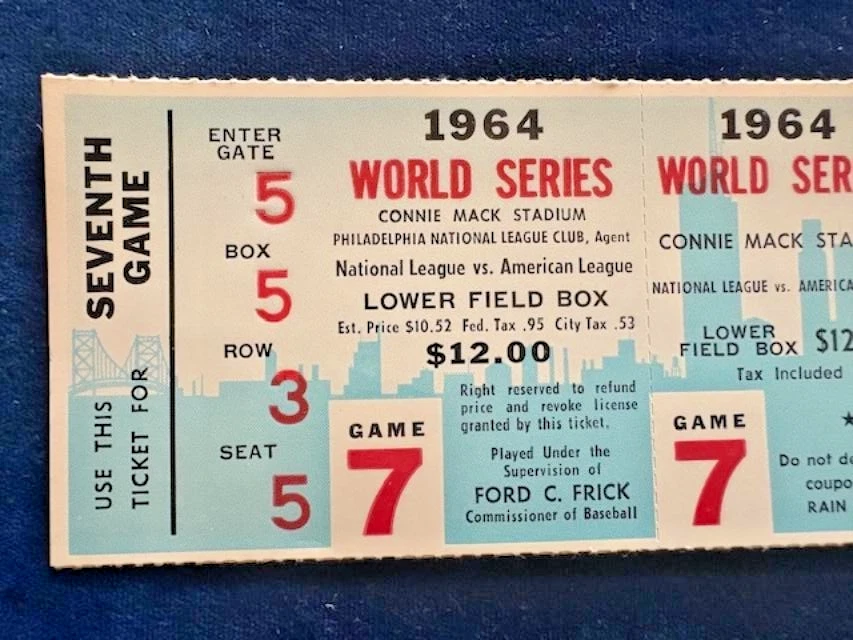 SEVENTH
GAME
USE THIS
TICKET FOR
ENTER
GATE
5
BOX
5
ROW
3
SEAT
5
1964
WORLD SERIES
CONNIE MACK STADIUM
PHILADELPHIA NATIONAL LEAGUE CLUB, Agent
National League vs. American League
LOWER FIELD BOX
Est. Price $10.52 Fed. Tax .95 City Tax .53
$12.00
GAME
7
Right reserved to refund
price and revoke license
granted by this ticket.
Played Under the
Supervision of
FORD C. FRICK
Commissioner of Baseball
1964
WORLD SER
CONNIE MACK STA
NATIONAL LEAGUE vs. AMERICA
LOWER
FIELD BOX $12
Tax Included
GAME
7
Do not de
coupo
RAIN